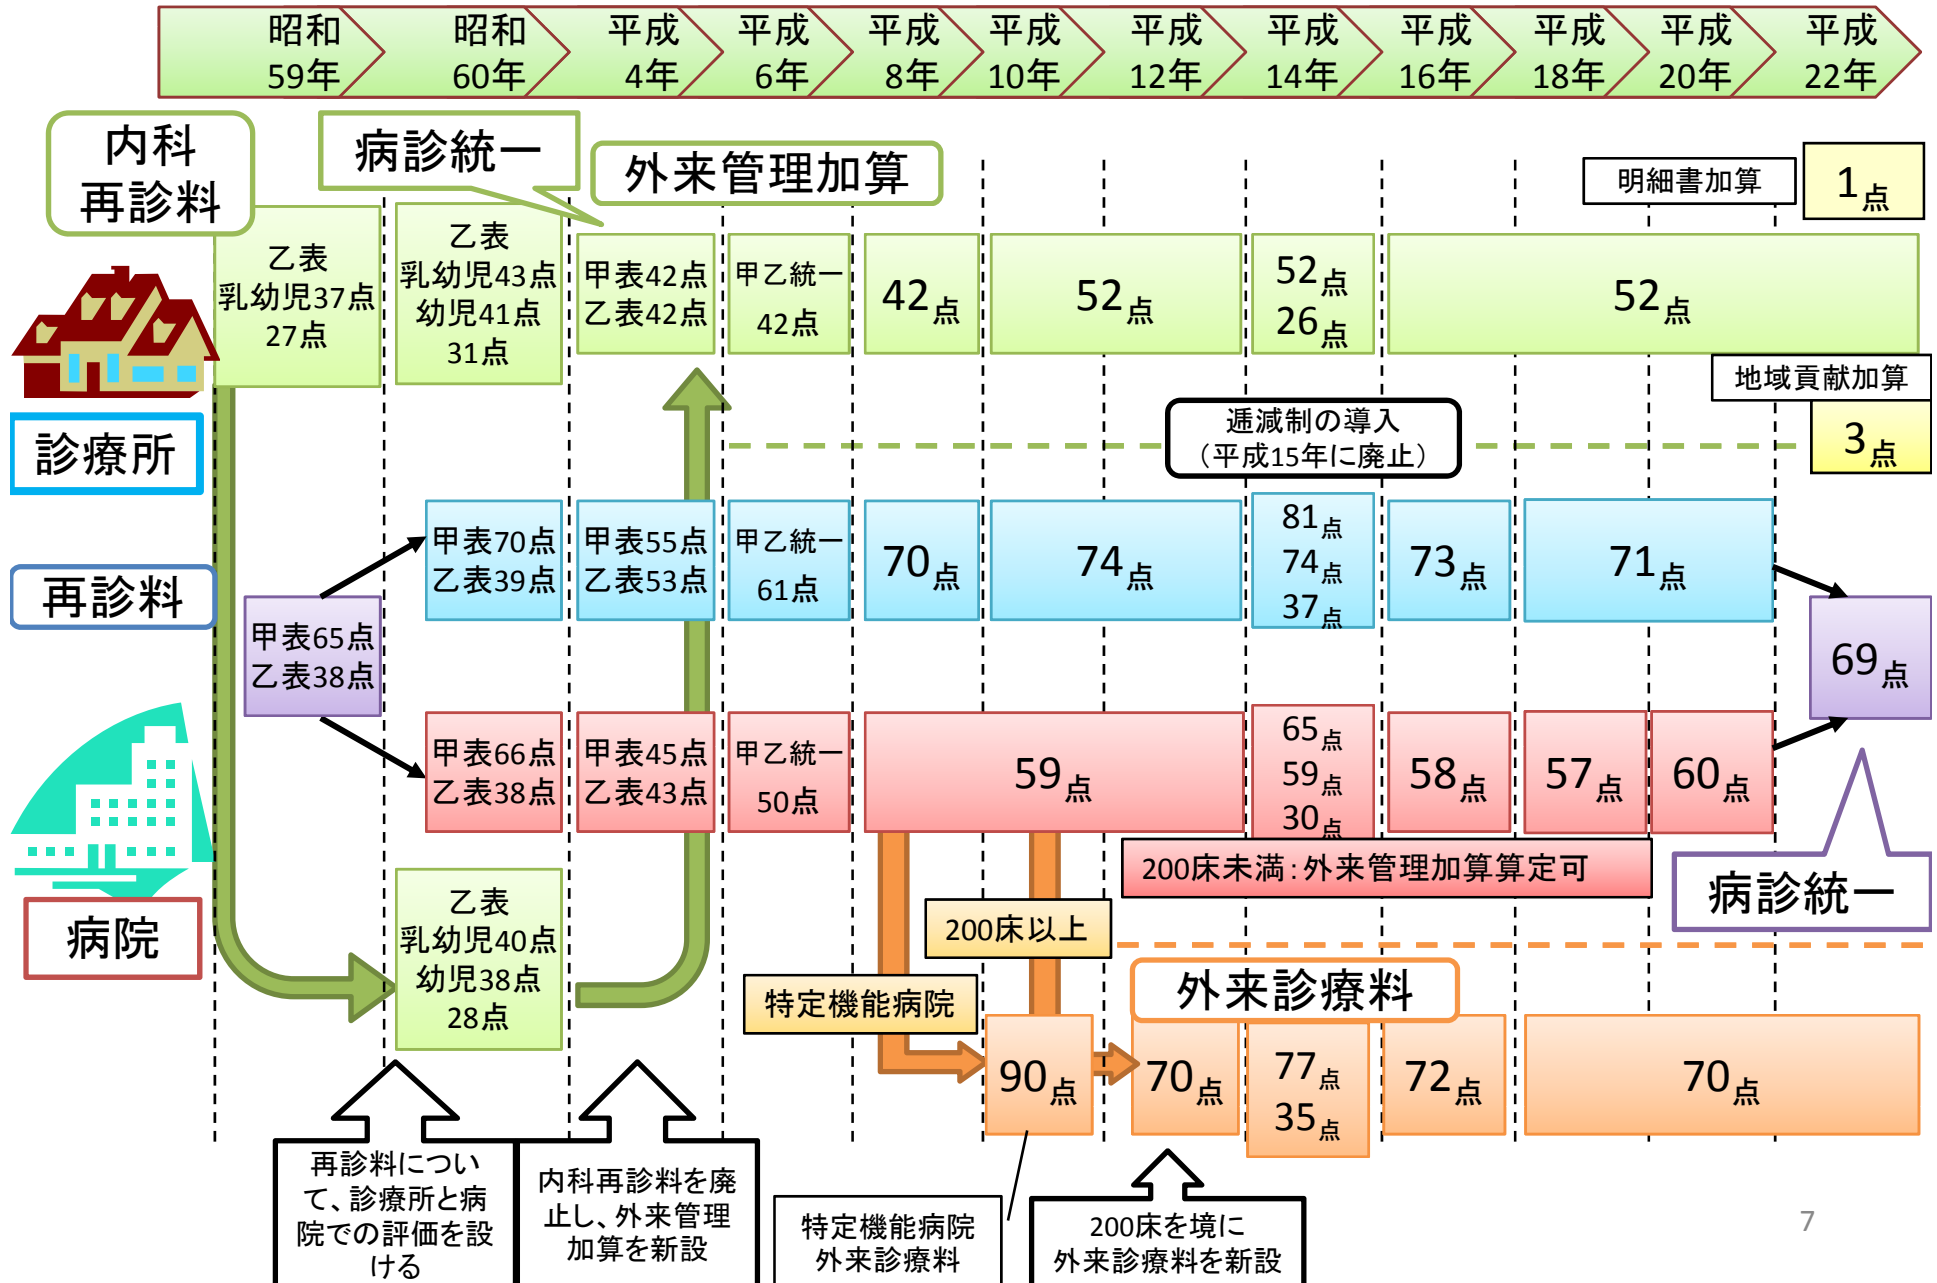 昭和
59年
昭和
60年
平成
4年
平成
6年
平成
8年
平成
10年
平成
12年
平成
14年
平成
16年
平成
18年
平成
20年
平成
22年
内科
再診料
病診統一
外来管理加算
明細書加算
1点
乙表
乳幼児37点
27点
乙表
乳幼児43点
幼児41点
31点
甲表42点
乙表42点
甲乙統一
42点
42点
52点
52点
26点
52点
地域貢献加算
3点
診療所
逓減制の導入
（平成15年に廃止）
再診料
甲表65点
乙表38点
甲表70点
乙表39点
甲表55点
乙表53点
甲乙統一
61点
70点
74点
81点
74点
37点
73点
71点
69点
甲表66点
乙表38点
甲表45点
乙表43点
甲乙統一
50点
59点
65点
59点
30点
58点
57点
60点
200床未満：外来管理加算算定可
病診統一
病院
乙表
乳幼児40点
幼児38点
28点
200床以上
特定機能病院
外来診療料
90点
70点
77点
35点
72点
70点
再診料につい
て、診療所と病
院での評価を設
ける
内科再診料を廃
止し、外来管理
加算を新設
特定機能病院
外来診療料
200床を境に
外来診療料を新設
7